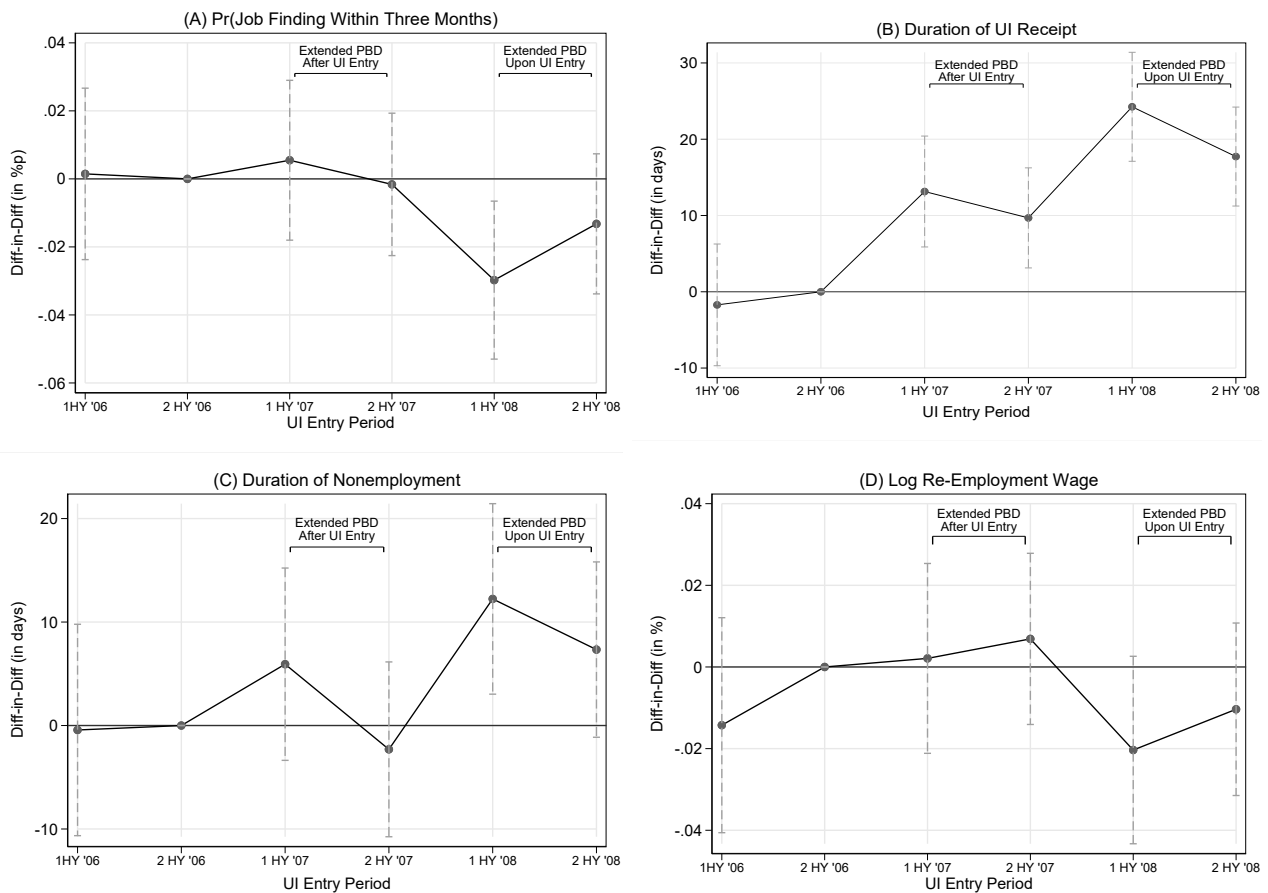 (A) Pr(Job Finding Within Three Months)
Extended PBD
After UI Entry
Extended PBD
Upon UI Entry
Diff-in-Diff (in %p)
.04
.02
0
-.02
-.04
-.06
1HY '06
2 HY '06
1 HY '07
2 HY '07
1 HY '08
2 HY '08
UI Entry Period
(B) Duration of UI Receipt
Extended PBD
After UI Entry
Extended PBD
Upon UI Entry
Diff-in-Diff (in days)
30
20
10
0
-10
1HY '06
2 HY '06
1 HY '07
2 HY '07
1 HY '08
2 HY '08
UI Entry Period
(C) Duration of Nonemployment
Extended PBD
After UI Entry
Extended PBD
Upon UI Entry
Diff-in-Diff (in days)
20
10
0
-10
1HY '06
2 HY '06
1 HY '07
2 HY '07
1 HY '08
2 HY '08
UI Entry Period
(D) Log Re-Employment Wage
Extended PBD
After UI Entry
Extended PBD
Upon UI Entry
Diff-in-Diff (in %)
.04
.02
0
-.02
-.04
1HY '06
2 HY '06
1 HY '07
2 HY '07
1 HY '08
2 HY '08
UI Entry Period